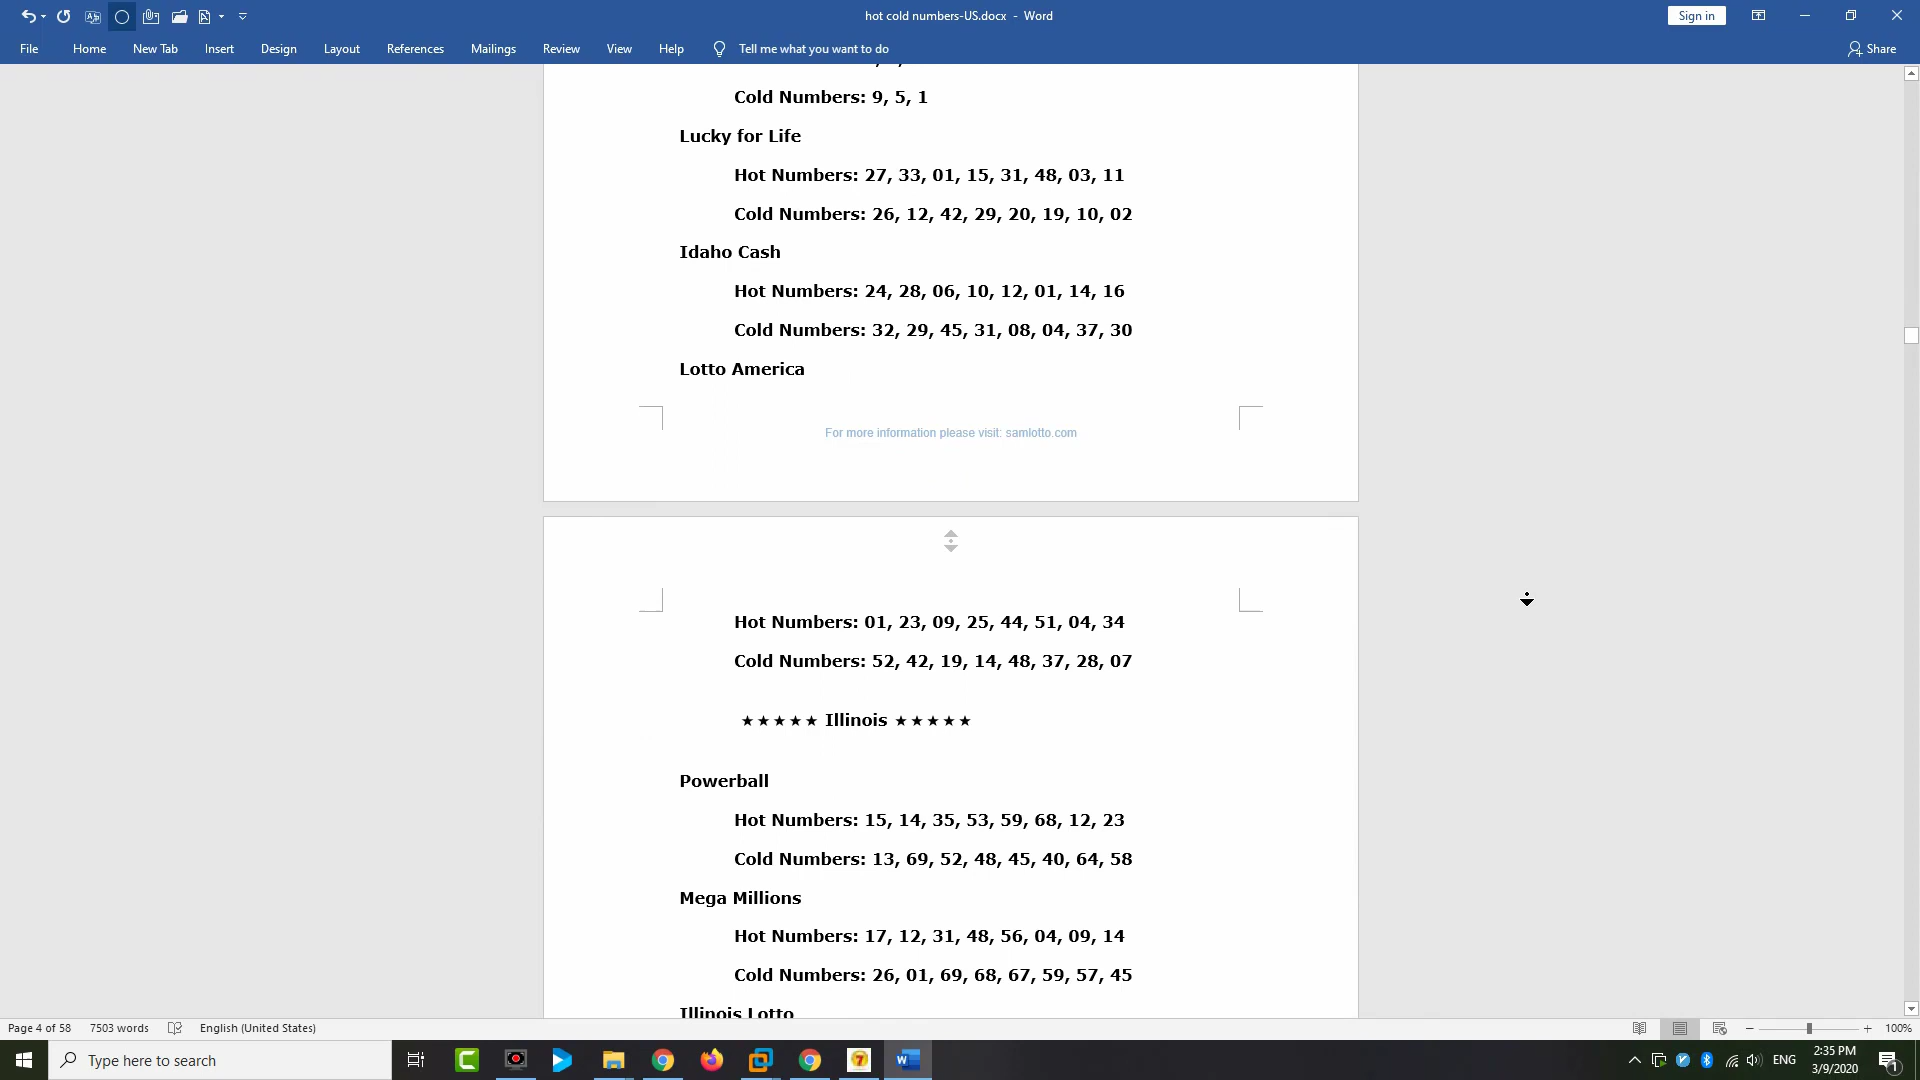 hot cold numbers-US.docx - Word
Sign in
File Home New Tab Insert Design Layout References Mailings Review View Help Tell me what you want to do Share
Cold Numbers: 9, 5, 1
Lucky for Life
Hot Numbers: 27, 33, 01, 15, 31, 48, 03, 11
Cold Numbers: 26, 12, 42, 29, 20, 19, 10, 02
Idaho Cash
Hot Numbers: 24, 28, 06, 10, 12, 01, 14, 16
Cold Numbers: 32, 29, 45, 31, 08, 04, 37, 30
Lotto America
For more information please visit: samlotto.com
Hot Numbers: 01, 23, 09, 25, 44, 51, 04, 34
Cold Numbers: 52, 42, 19, 14, 48, 37, 28, 07
★★★★★ Illinois ★★★★★
Powerball
Hot Numbers: 15, 14, 35, 53, 59, 68, 12, 23
Cold Numbers: 13, 69, 52, 48, 45, 40, 64, 58
Mega Millions
Hot Numbers: 17, 12, 31, 48, 56, 04, 09, 14
Cold Numbers: 26, 01, 69, 68, 67, 59, 57, 45
Illinois Lotto
Page 4 of 58 7503 words English (United States) 100%
Type here to search
ENG
2:35 PM
3/9/2020